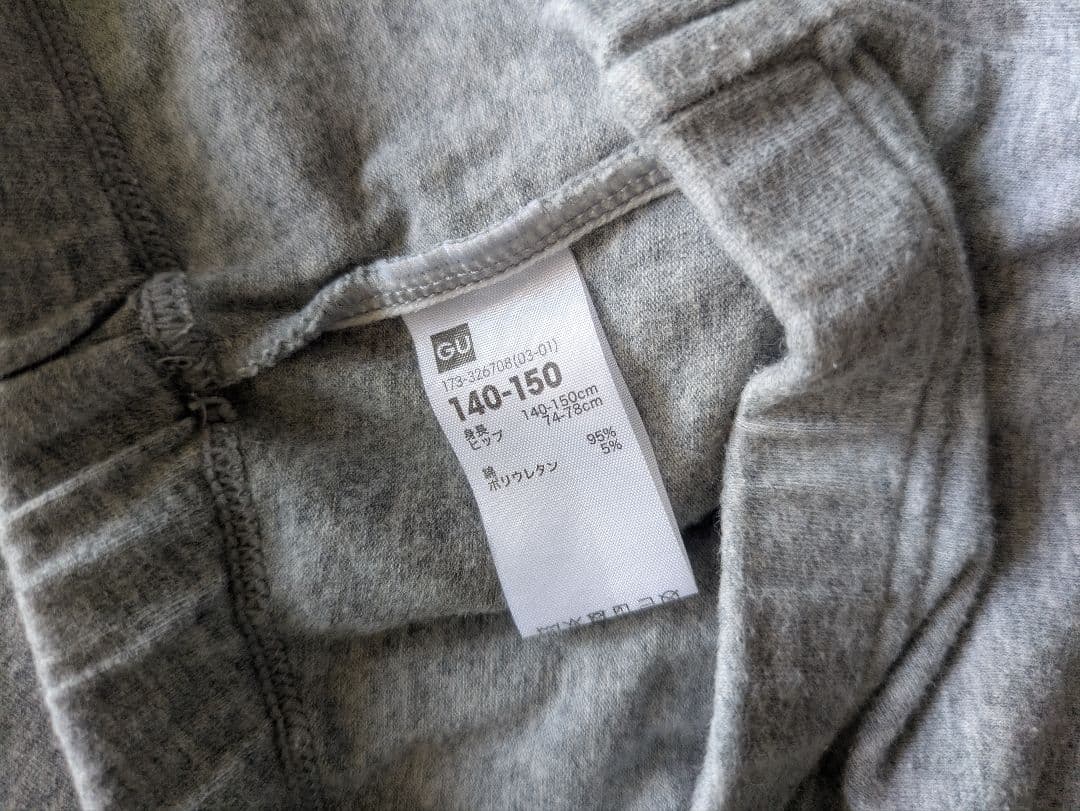 GU
173-326708(03-01)
140-150
身長 140-150cm
ヒップ 74-78cm
綿 95%
ポリウレタン 5%